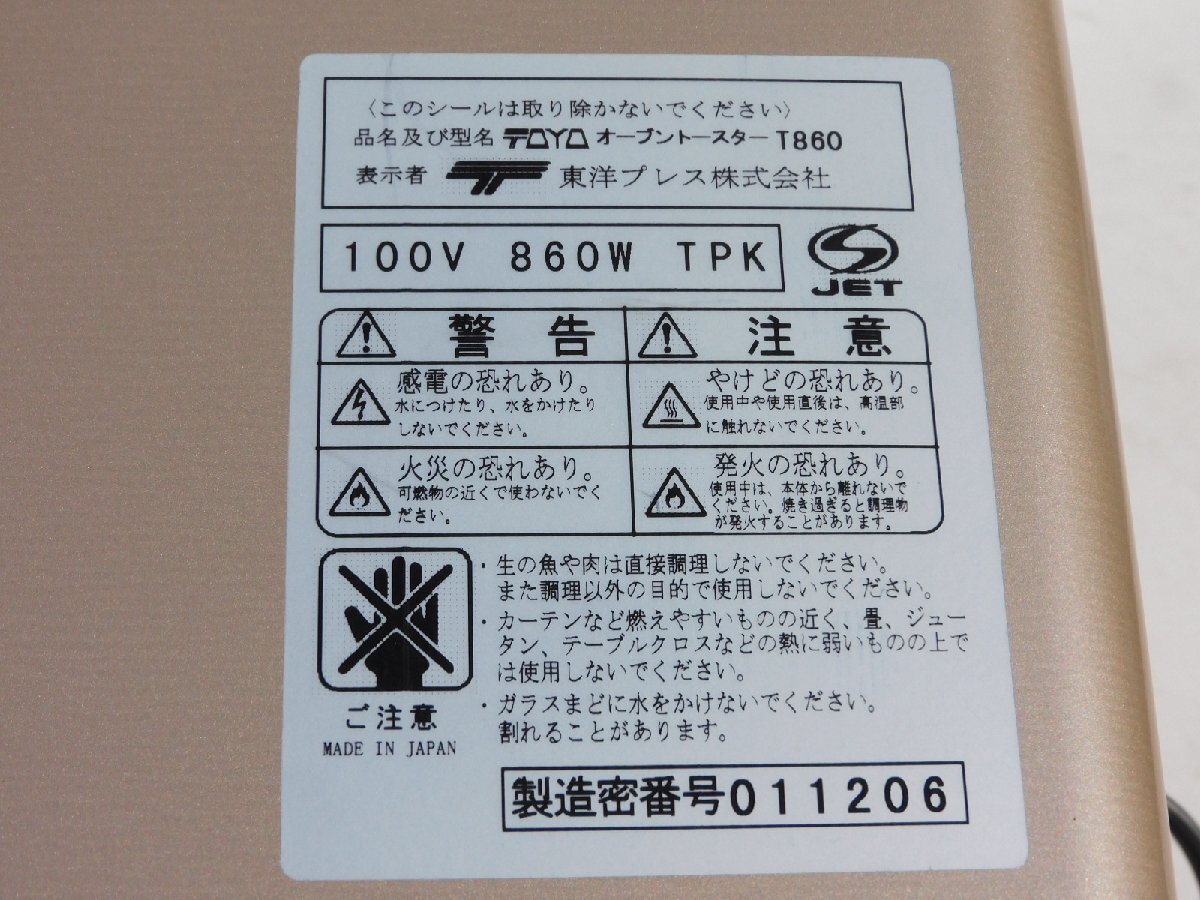 〈このシールは取り除かないでください〉
品名及び型名 TOYO オーブントースター T860
表示者 東洋プレス株式会社
100V 860W TPK
JET
警告
感電の恐れあり。
水につけたり、水をかけたり
しないでください。
火災の恐れあり。
可燃物の近くで使わないでく
ださい。
注意
やけどの恐れあり。
使用中や使用直後は、高温部
に触れないでください。
発火の恐れあり。
使用中は、本体から離れないで
ください。焼き過ぎると調理物
が発火することがあります。
ご注意
MADE IN JAPAN
・生の魚や肉は直接調理しないでください。
また調理以外の目的で使用しないでください。
・カーテンなど燃えやすいものの近く、畳、ジュー
タン、テーブルクロスなどの熱に弱いものの上で
は使用しないでください。
・ガラスまどに水をかけないでください。
割れることがあります。
製造密番号011206